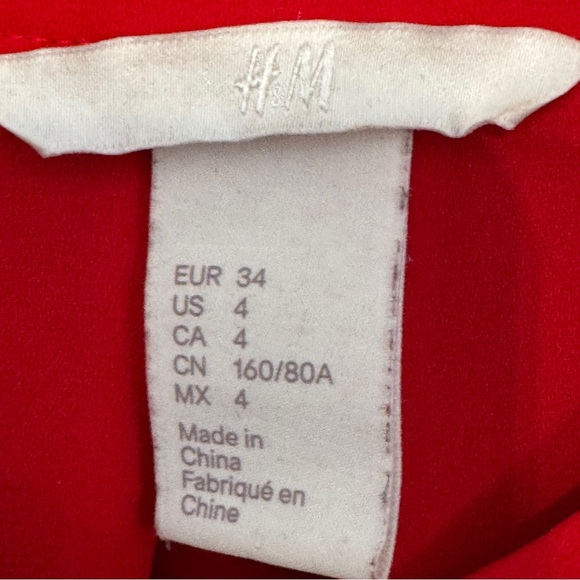 H&M
EUR 34
US 4
CA 4
CN 160/80A
MX 4
Made in
China
Fabriqué en
Chine